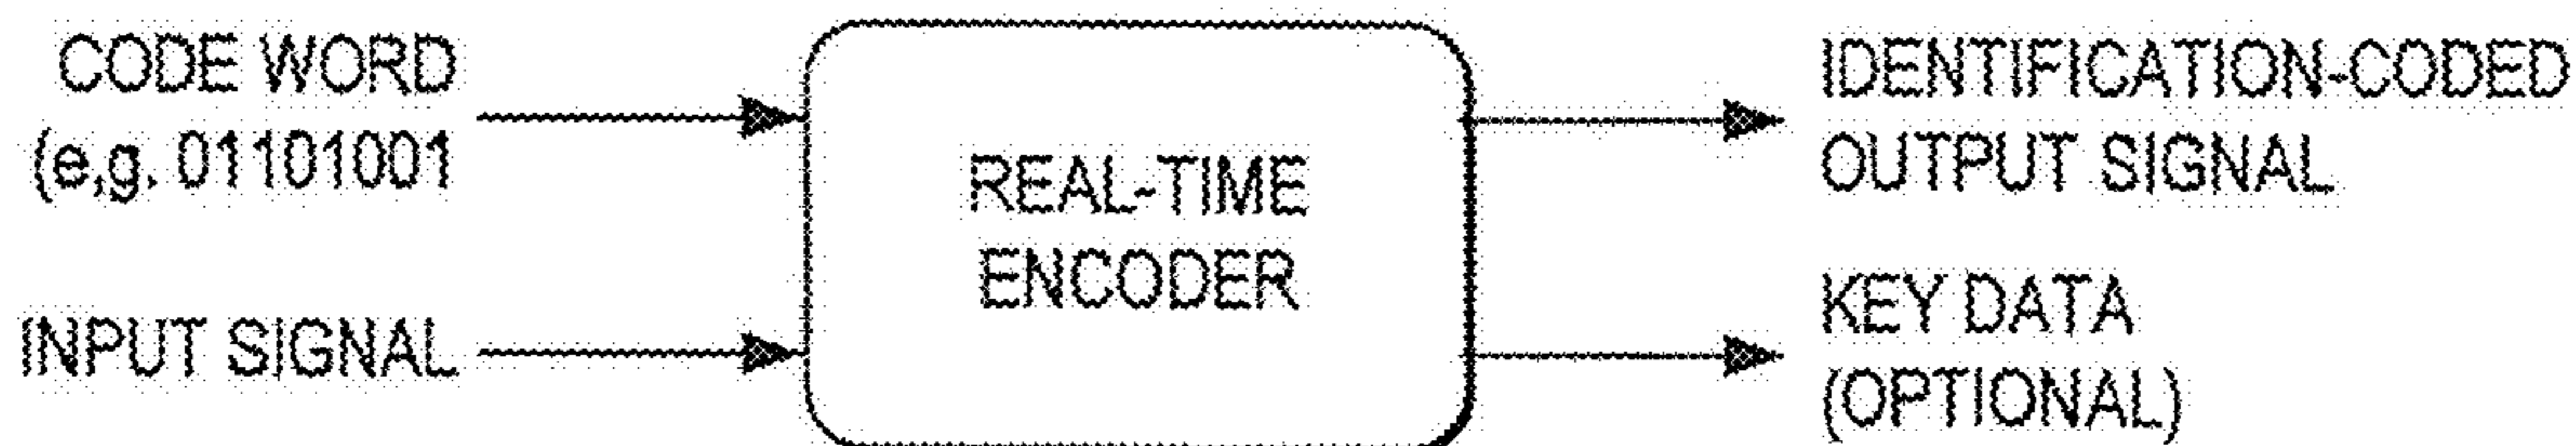 CODE WORD
(e,g. 01101001
INPUT SIGNAL
REAL-TIME
ENCODER
IDENTIFICATION-CODED
OUTPUT SIGNAL
KEY DATA
(OPTIONAL)